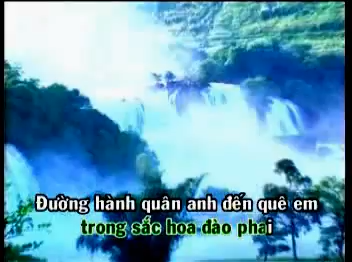 Đường hành quân anh đến quê em
trong sắc hoa đào phai